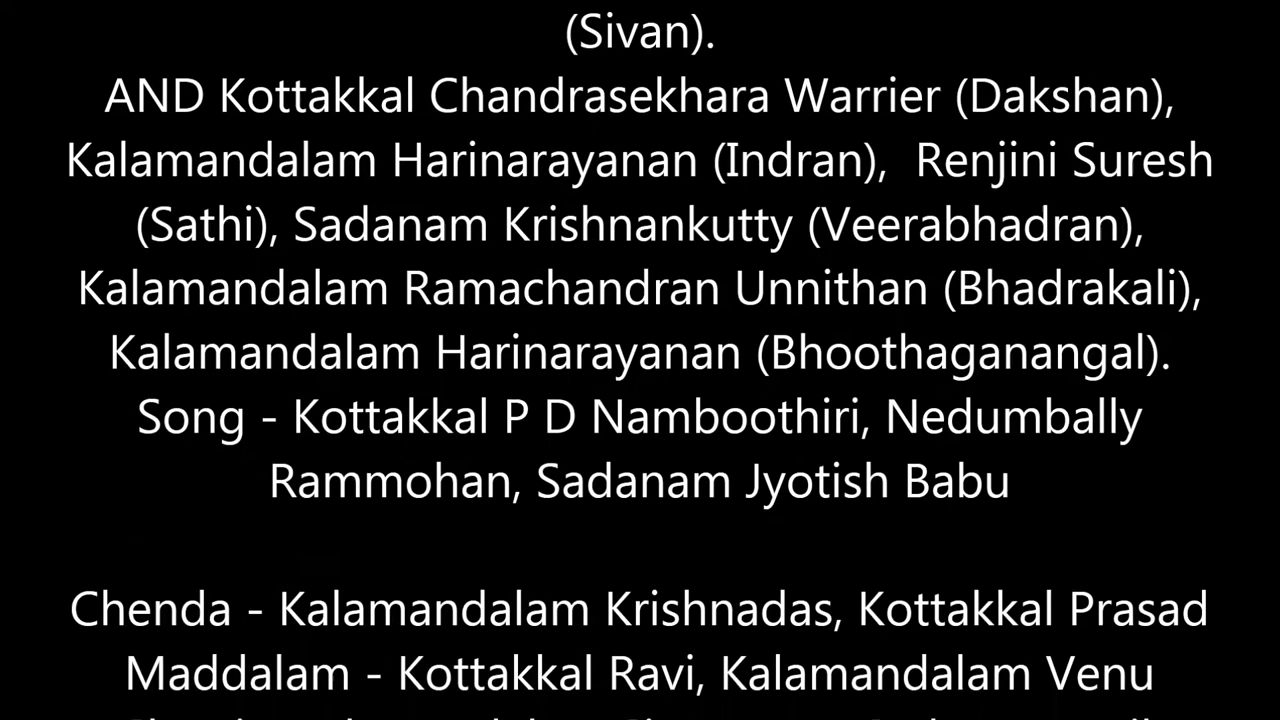 (Sivan).
AND Kottakkal Chandrasekhara Warrier (Dakshan),
Kalamandalam Harinarayanan (Indran),  Renjini Suresh
(Sathi), Sadanam Krishnankutty (Veerabhadran),
Kalamandalam Ramachandran Unnithan (Bhadrakali),
Kalamandalam Harinarayanan (Bhoothaganangal).
Song - Kottakkal P D Namboothiri, Nedumbally
Rammohan, Sadanam Jyotish Babu
Chenda - Kalamandalam Krishnadas, Kottakkal Prasad
Maddalam - Kottakkal Ravi, Kalamandalam Venu